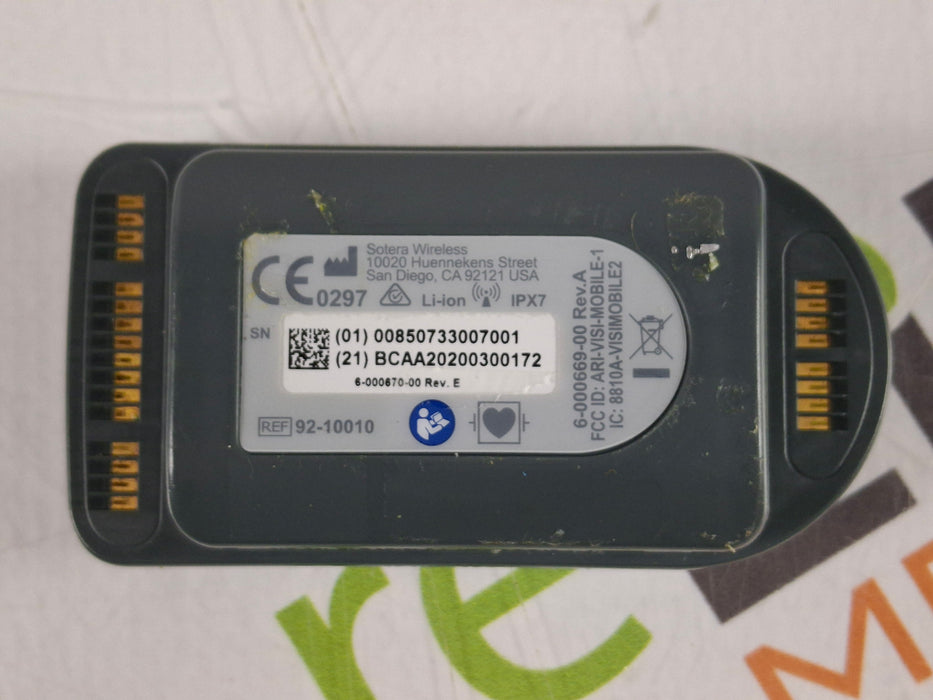 Sotera Wireless
10020 Huennekens Street
San Diego, CA 92121 USA
CE 0297 Li-ion IPX7
SN
(01) 00850733007001
(21) BCAA20200300172
6-000670-00 Rev. E
REF 92-10010
6-000669-00 Rev.A
FCC ID: ARI-VISI-MOBILE-1
IC: 8810A-VISIMOBILE2
re
ME